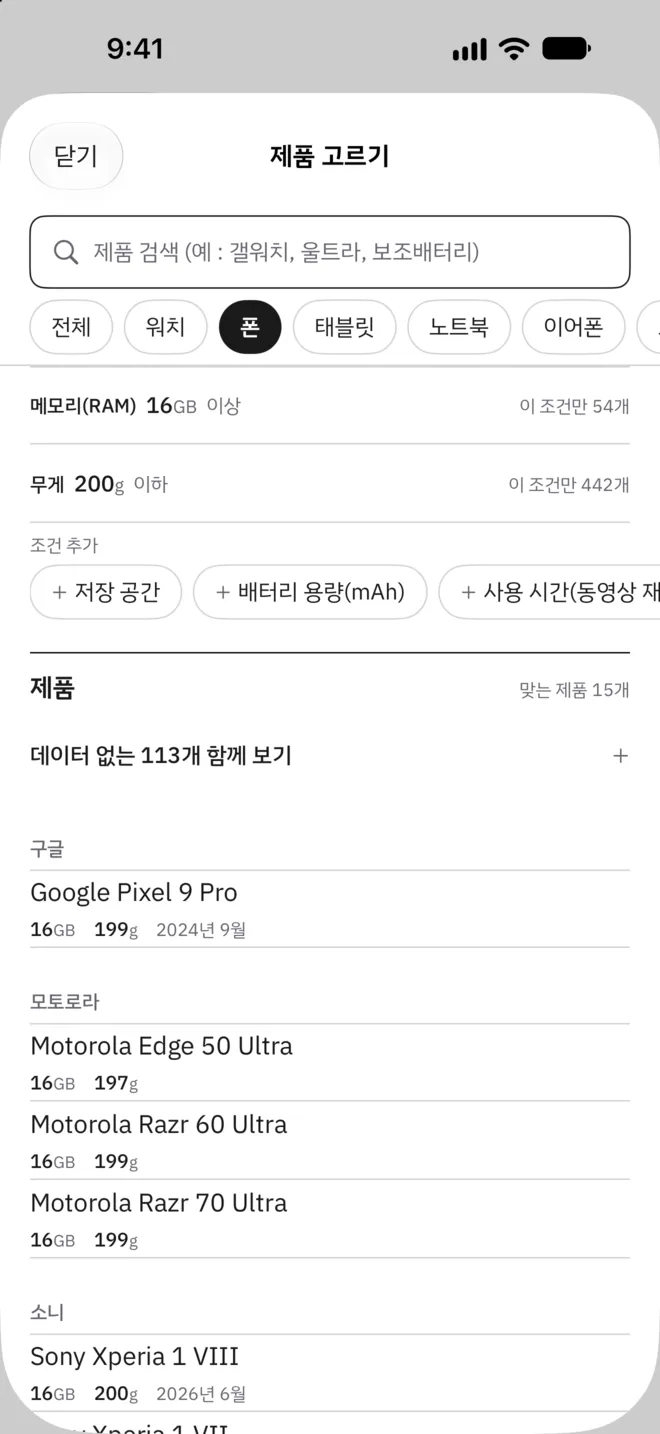 9:41
닫기
제품 고르기
제품 검색 (예 : 갤워치, 울트라, 보조배터리)
전체 워치 폰 태블릿 노트북 이어폰
메모리(RAM) 16GB 이상 이 조건만 54개
무게 200g 이하 이 조건만 442개
조건 추가
+ 저장 공간 + 배터리 용량(mAh) + 사용 시간(동영상 재
제품 맞는 제품 15개
데이터 없는 113개 함께 보기 +
구글
Google Pixel 9 Pro
16GB 199g 2024년 9월
모토로라
Motorola Edge 50 Ultra
16GB 197g
Motorola Razr 60 Ultra
16GB 199g
Motorola Razr 70 Ultra
16GB 199g
소니
Sony Xperia 1 VIII
16GB 200g 2026년 6월
Xperia 1 VII